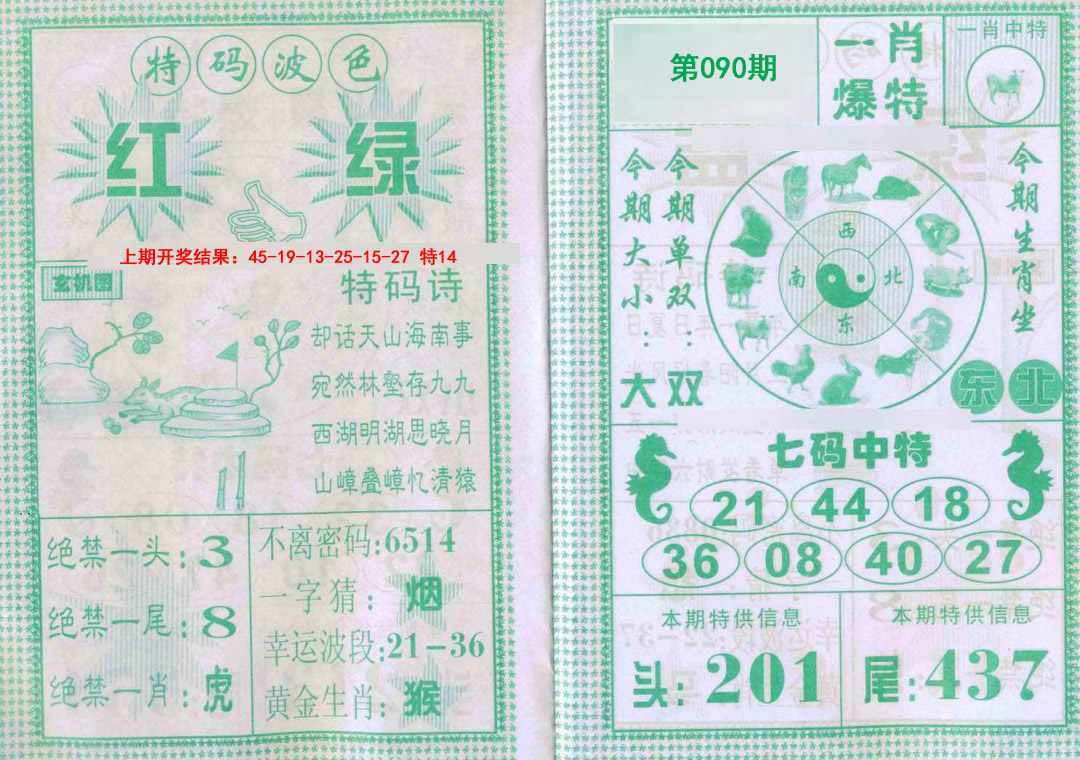 特码波色
红 绿
上期开奖结果：45-19-13-25-15-27 特14
玄机图
特码诗
却话天山海南事
宛然林壑存九九
西湖明湖思晓月
山嶂叠嶂忆清猿
绝禁一头：3
绝禁一尾：8
绝禁一肖：虎
不离密码：6514
一字猜：烟
幸运波段：21-36
黄金生肖：猴
第090期
一肖
爆特
一肖中特
今期大小：大
今期单双：双
西
南 北
东
今期生肖坐
东北
七码中特
21 44 18
36 08 40 27
本期特供信息
头：201
本期特供信息
尾：437